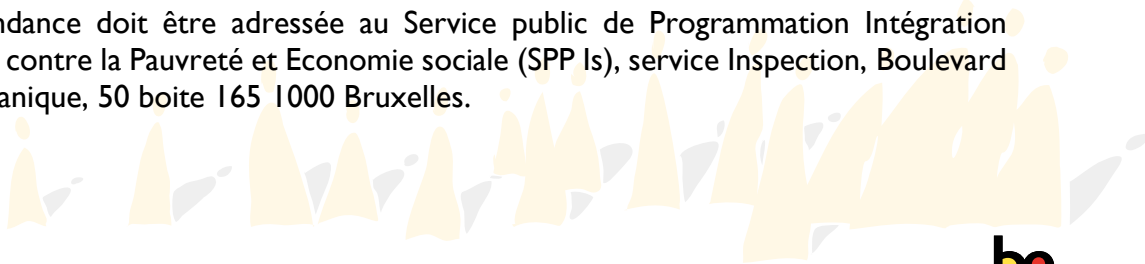 ndance doit être adressée au Service public de Programmation Intégration
contre la Pauvreté et Economie sociale (SPP Is), service Inspection, Boulevard
anique, 50 boite 165 1000 Bruxelles.
be